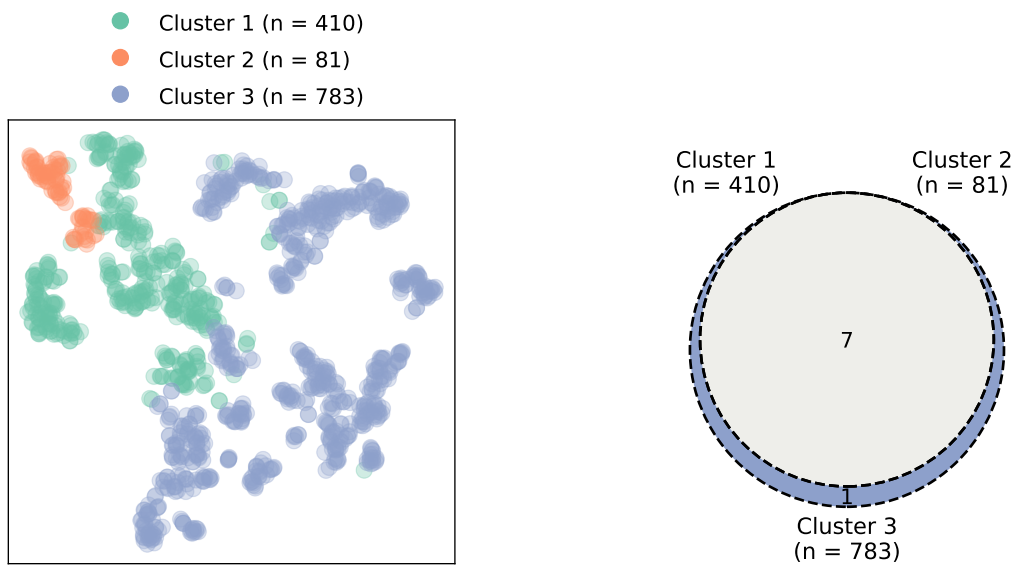 Cluster 1 (n = 410)
Cluster 2 (n = 81)
Cluster 3 (n = 783)
Cluster 1
(n = 410)
Cluster 2
(n = 81)
7
1
Cluster 3
(n = 783)